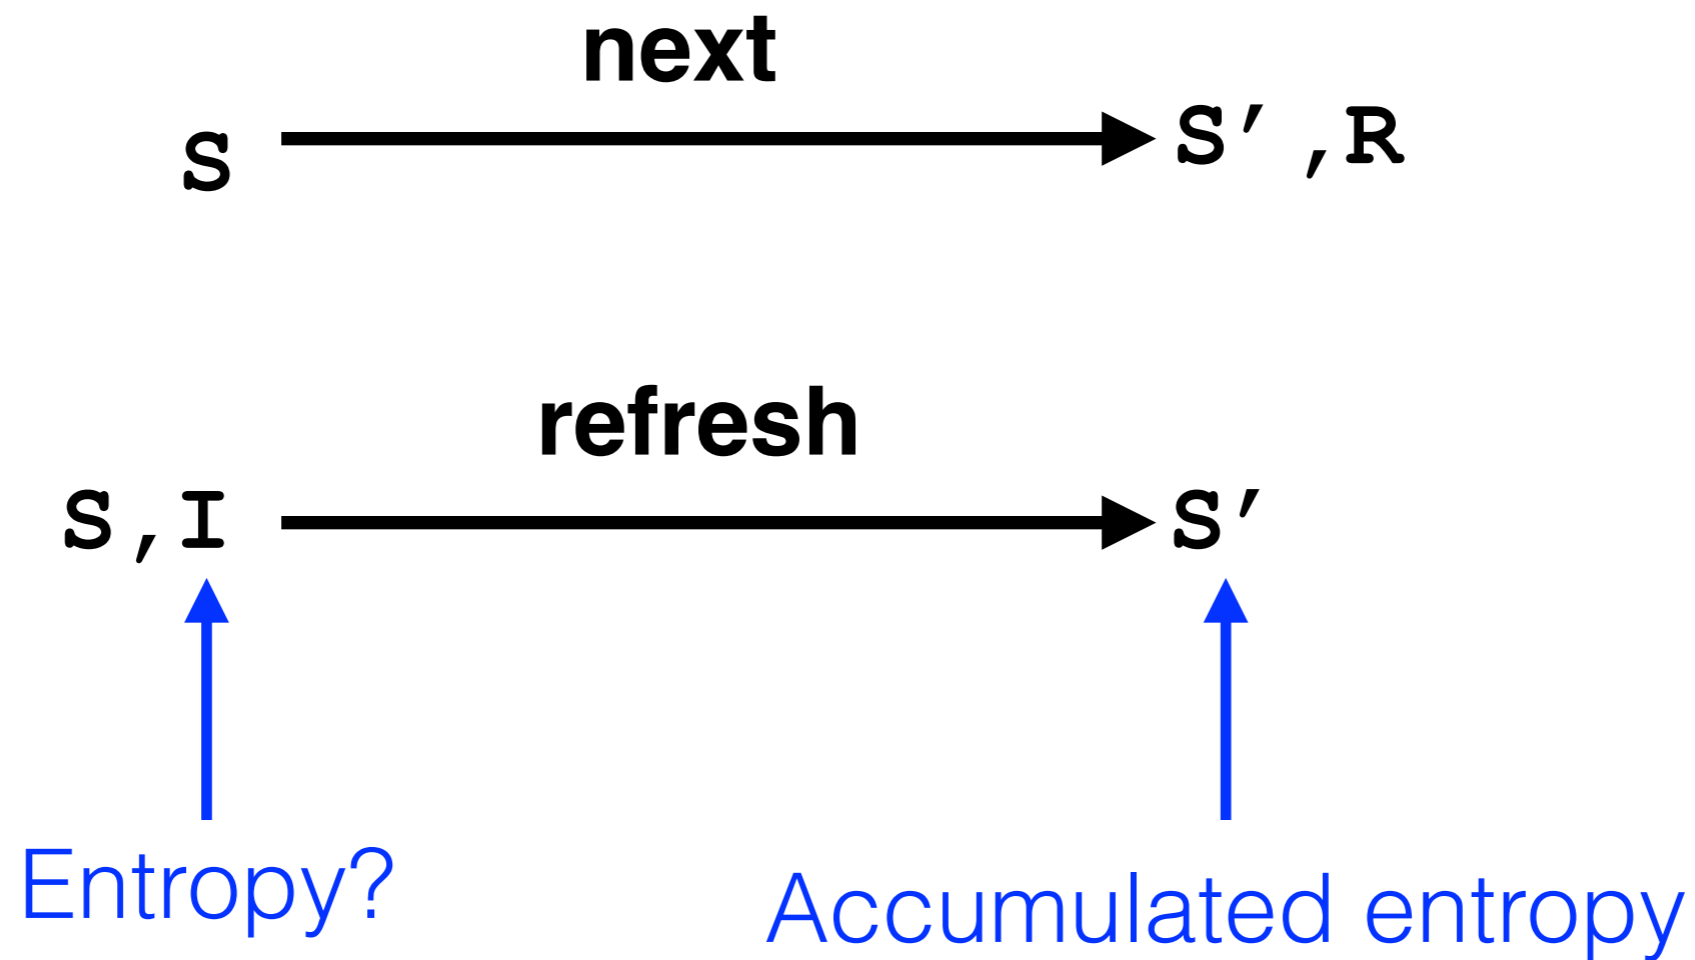 next
S S',R
refresh
S,I S'
Entropy?
Accumulated entropy